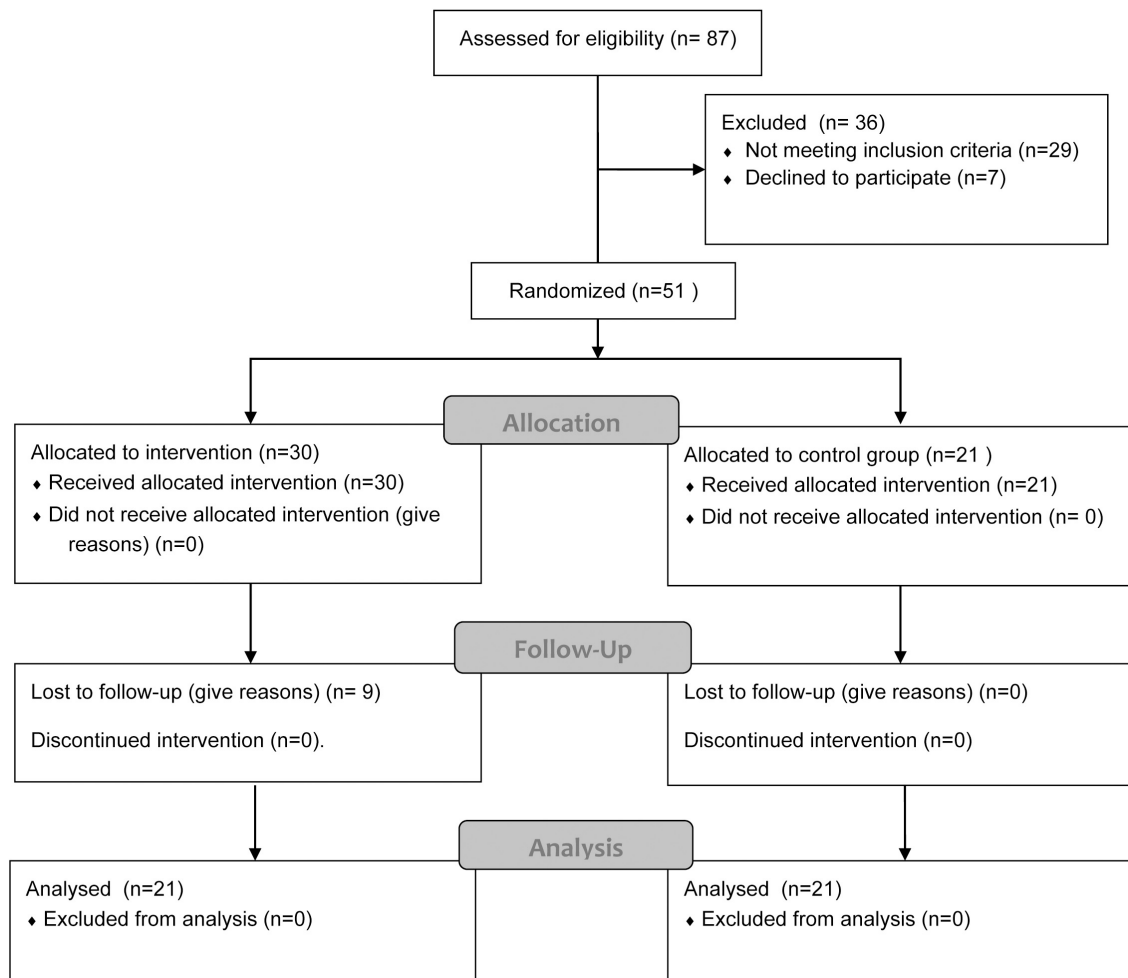 Assessed for eligibility (n= 87)
Excluded  (n= 36)
♦ Not meeting inclusion criteria (n=29)
♦ Declined to participate (n=7)
Randomized (n=51 )
Allocation
Allocated to intervention (n=30)
♦ Received allocated intervention (n=30)
♦ Did not receive allocated intervention (give
reasons) (n=0)
Allocated to control group (n=21 )
♦ Received allocated intervention (n=21)
♦ Did not receive allocated intervention (n= 0)
Follow-Up
Lost to follow-up (give reasons) (n= 9)
Discontinued intervention (n=0).
Lost to follow-up (give reasons) (n=0)
Discontinued intervention (n=0)
Analysis
Analysed  (n=21)
♦ Excluded from analysis (n=0)
Analysed  (n=21)
♦ Excluded from analysis (n=0)